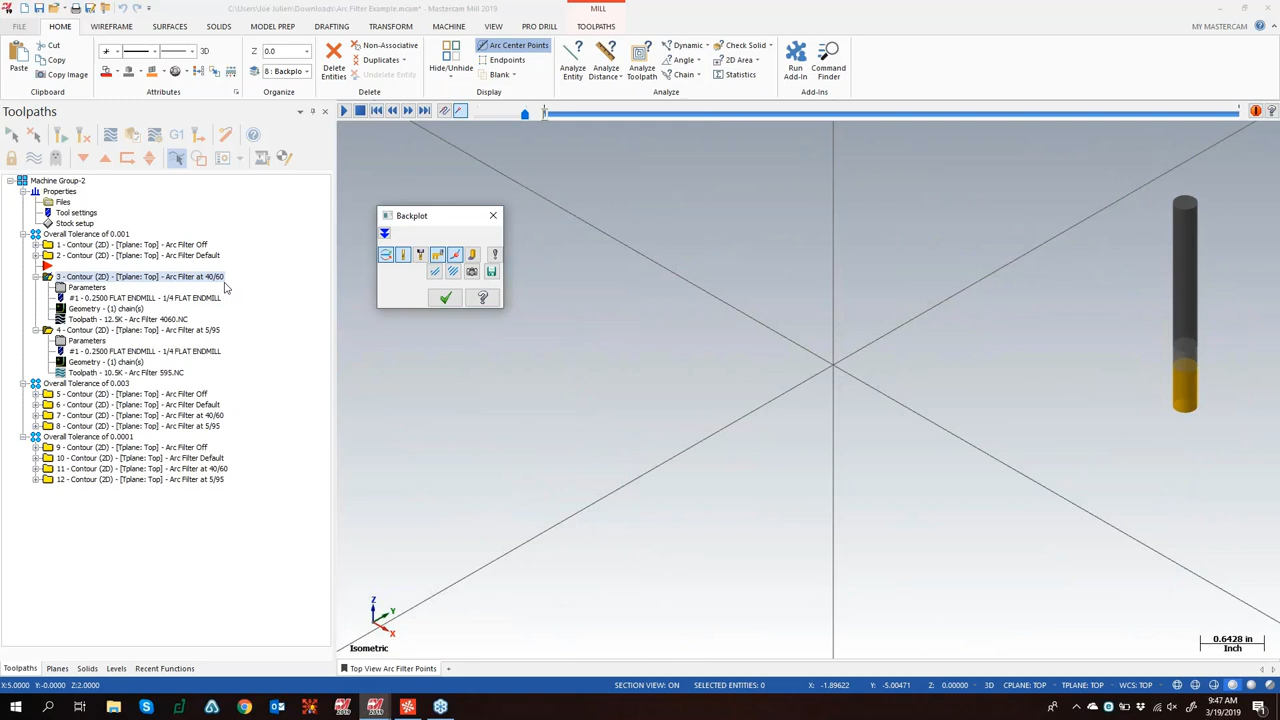 C:\Users\Joe Julien\Downloads\Arc Filter Example.mcam* - Mastercam Mill 2019
MILL
FILE HOME WIREFRAME SURFACES SOLIDS MODEL PREP DRAFTING TRANSFORM MACHINE VIEW PRO DRILL TOOLPATHS MY MASTERCAM
Paste
Cut
Copy
Copy Image
Clipboard
3D
Attributes
Z 0.0
8 : Backplo
Organize
Delete Entities
Non-Associative
Duplicates
Undelete Entity
Delete
Hide/Unhide
Arc Center Points
Endpoints
Blank
Display
Analyze Entity
Analyze Distance
Analyze Toolpath
Dynamic
Angle
Chain
Check Solid
2D Area
Statistics
Analyze
Run Add-In
Command Finder
Add-Ins
Toolpaths
G1
Machine Group-2
Properties
Files
Tool settings
Stock setup
Overall Tolerance of 0.001
1 - Contour (2D) - [Tplane: Top] - Arc Filter Off
2 - Contour (2D) - [Tplane: Top] - Arc Filter Default
3 - Contour (2D) - [Tplane: Top] - Arc Filter at 40/60
Parameters
#1 - 0.2500 FLAT ENDMILL - 1/4 FLAT ENDMILL
Geometry - (1) chain(s)
Toolpath - 12.5K - Arc Filter 4060.NC
4 - Contour (2D) - [Tplane: Top] - Arc Filter at 5/95
Parameters
#1 - 0.2500 FLAT ENDMILL - 1/4 FLAT ENDMILL
Geometry - (1) chain(s)
Toolpath - 10.5K - Arc Filter 595.NC
Overall Tolerance of 0.003
5 - Contour (2D) - [Tplane: Top] - Arc Filter Off
6 - Contour (2D) - [Tplane: Top] - Arc Filter Default
7 - Contour (2D) - [Tplane: Top] - Arc Filter at 40/60
8 - Contour (2D) - [Tplane: Top] - Arc Filter at 5/95
Overall Tolerance of 0.0001
9 - Contour (2D) - [Tplane: Top] - Arc Filter Off
10 - Contour (2D) - [Tplane: Top] - Arc Filter Default
11 - Contour (2D) - [Tplane: Top] - Arc Filter at 40/60
12 - Contour (2D) - [Tplane: Top] - Arc Filter at 5/95
Backplot
Z
Y
X
Isometric
0.6428 in
Inch
Toolpaths Planes Solids Levels Recent Functions
Top View Arc Filter Points +
X:5.0000 Y:-0.0000 Z:2.0000
SECTION VIEW: ON SELECTED ENTITIES: 0 X: -1.89622 Y: -5.00471 Z: 0.00000 3D CPLANE: TOP TPLANE: TOP WCS: TOP
2019 2019
9:47 AM
3/19/2019